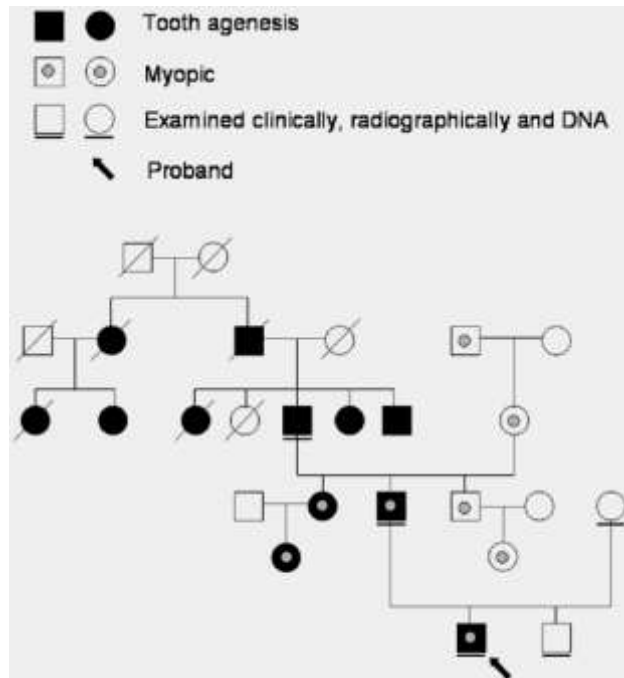 Tooth agenesis
Myopic
Examined clinically, radiographically and DNA
Proband